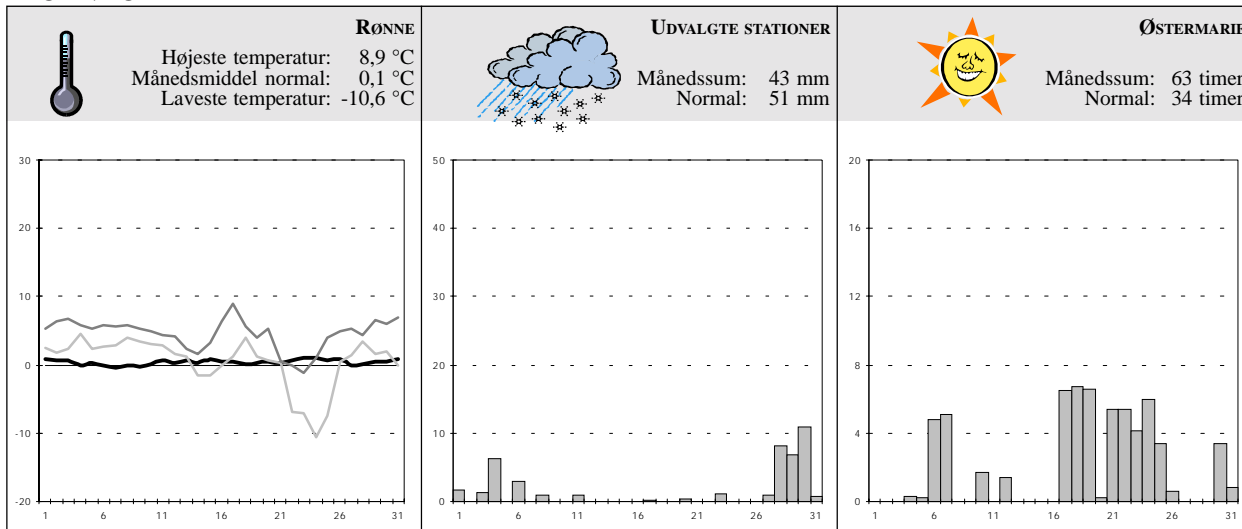 RØNNE
Højeste temperatur: 8,9 °C
Månedsmiddel normal: 0,1 °C
Laveste temperatur: -10,6 °C
30
20
10
0
-10
-20
1 6 11 16 21 26 31
UDVALGTE STATIONER
Månedssum: 43 mm
Normal: 51 mm
50
40
30
20
10
0
1 6 11 16 21 26 31
ØSTERMARIE
Månedssum: 63 timer
Normal: 34 timer
20
16
12
8
4
0
1 6 11 16 21 26 31